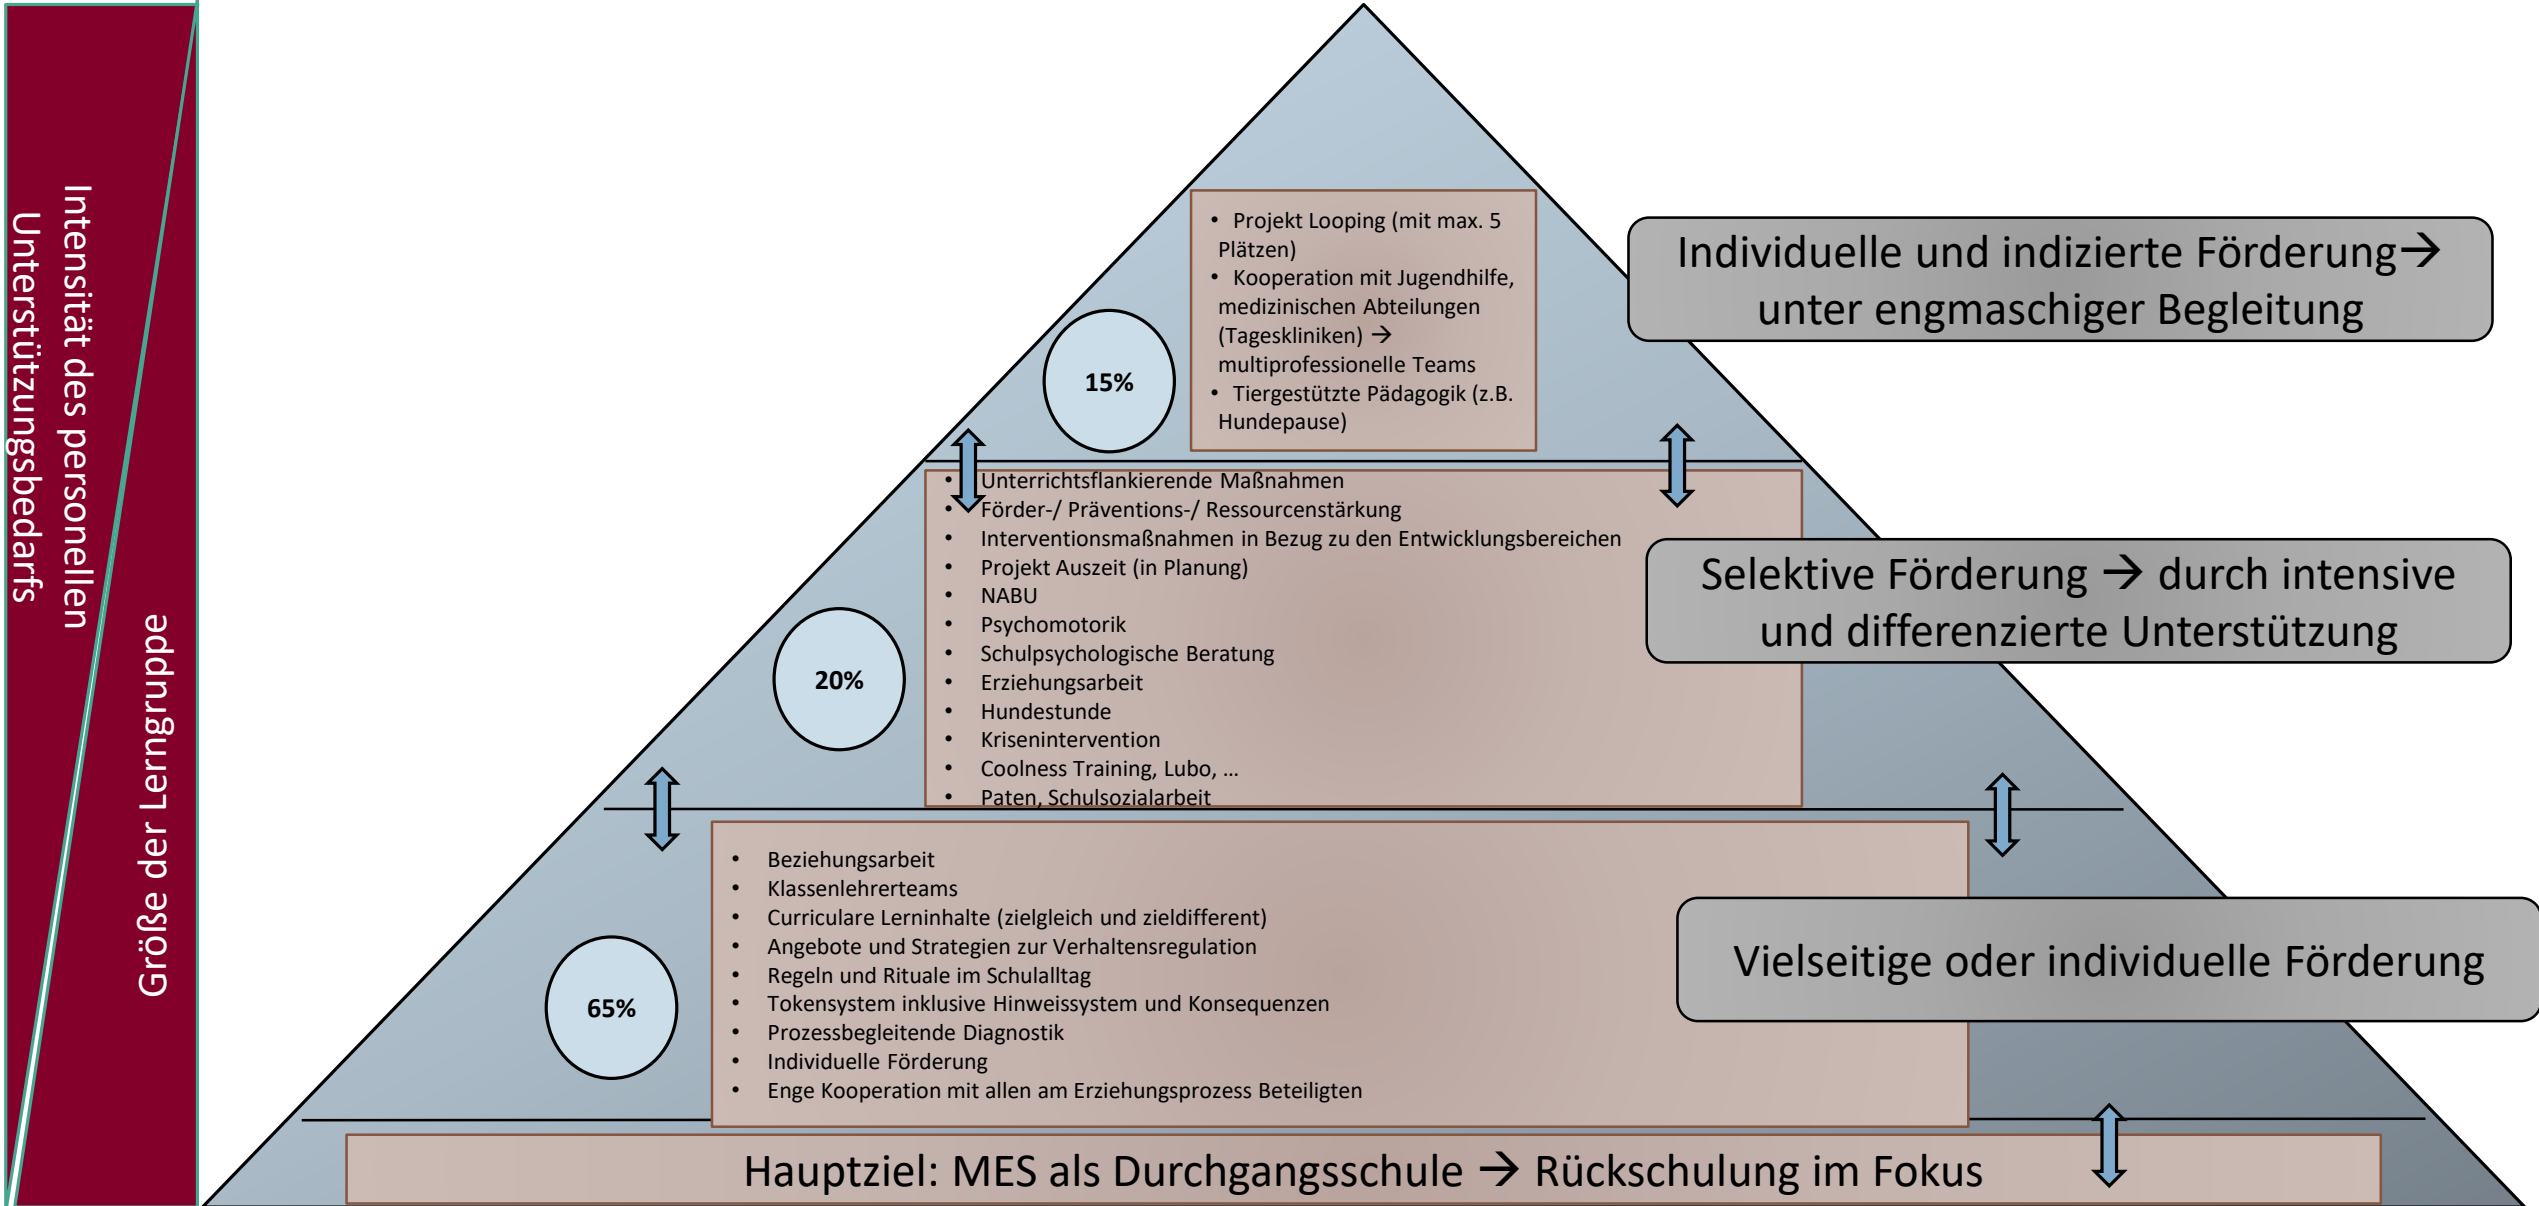 Intensität des personellen
Unterstützungsbedarfs
Größe der Lerngruppe
• Projekt Looping (mit max. 5
Plätzen)
• Kooperation mit Jugendhilfe,
medizinischen Abteilungen
(Tageskliniken) →
multiprofessionelle Teams
• Tiergestützte Pädagogik (z.B.
Hundepause)
15%
Individuelle und indizierte Förderung→
unter engmaschiger Begleitung
• Unterrichtsflankierende Maßnahmen
• Förder-/ Präventions-/ Ressourcenstärkung
• Interventionsmaßnahmen in Bezug zu den Entwicklungsbereichen
• Projekt Auszeit (in Planung)
• NABU
• Psychomotorik
• Schulpsychologische Beratung
• Erziehungsarbeit
• Hundestunde
• Krisenintervention
• Coolness Training, Lubo, …
• Paten, Schulsozialarbeit
20%
Selektive Förderung → durch intensive
und differenzierte Unterstützung
• Beziehungsarbeit
• Klassenlehrerteams
• Curriculare Lerninhalte (zielgleich und zieldifferent)
• Angebote und Strategien zur Verhaltensregulation
• Regeln und Rituale im Schulalltag
• Tokensystem inklusive Hinweissystem und Konsequenzen
• Prozessbegleitende Diagnostik
• Individuelle Förderung
• Enge Kooperation mit allen am Erziehungsprozess Beteiligten
65%
Vielseitige oder individuelle Förderung
Hauptziel: MES als Durchgangsschule → Rückschulung im Fokus